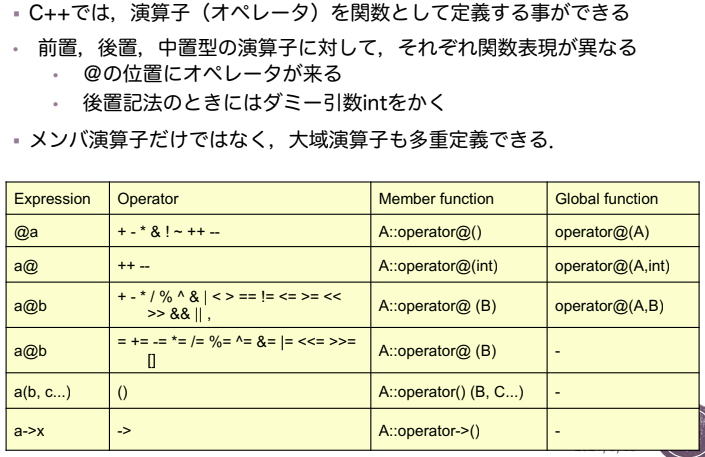 ▪ C++では，演算子（オペレータ）を関数として定義する事ができる
• 前置，後置，中置型の演算子に対して，それぞれ関数表現が異なる
• @の位置にオペレータが来る
• 後置記法のときにはダミー引数intをかく
▪ メンバ演算子だけではなく，大域演算子も多重定義できる．
Expression Operator Member function Global function
@a + - * & ! ~ ++ -- A::operator@() operator@(A)
a@ ++ -- A::operator@(int) operator@(A,int)
a@b + - * / % ^ & | < > == != <= >= << A::operator@ (B) operator@(A,B)
>> && || ,
a@b = += -= *= /= %= ^= &= |= <<= >>= A::operator@ (B) -
[]
a(b, c...) () A::operator() (B, C...) -
a->x -> A::operator->() -